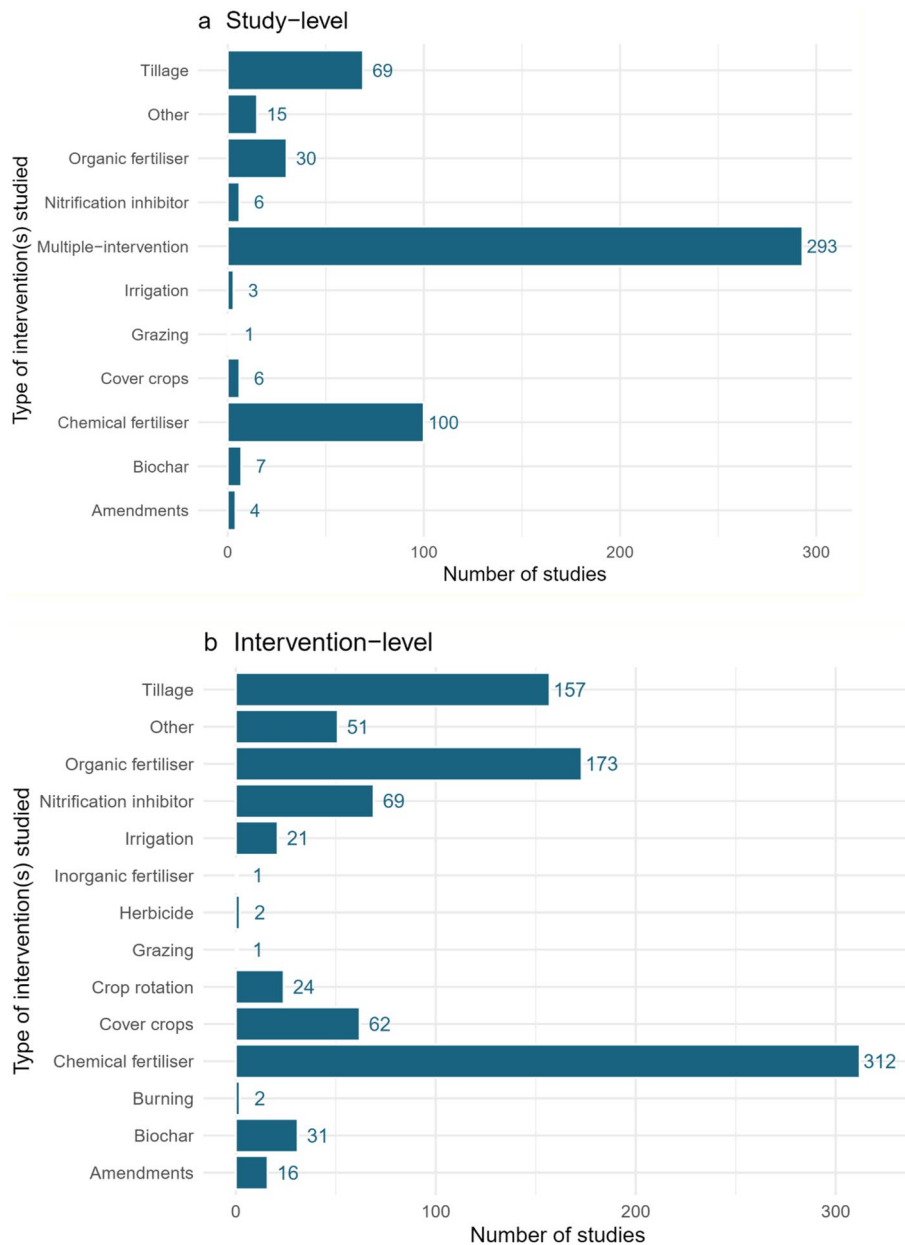 a Study−level
Type of intervention(s) studied
Tillage 69
Other 15
Organic fertiliser 30
Nitrification inhibitor 6
Multiple−intervention 293
Irrigation 3
Grazing 1
Cover crops 6
Chemical fertiliser 100
Biochar 7
Amendments 4
0 100 200 300
Number of studies
b Intervention−level
Type of intervention(s) studied
Tillage 157
Other 51
Organic fertiliser 173
Nitrification inhibitor 69
Irrigation 21
Inorganic fertiliser 1
Herbicide 2
Grazing 1
Crop rotation 24
Cover crops 62
Chemical fertiliser 312
Burning 2
Biochar 31
Amendments 16
0 100 200 300
Number of studies